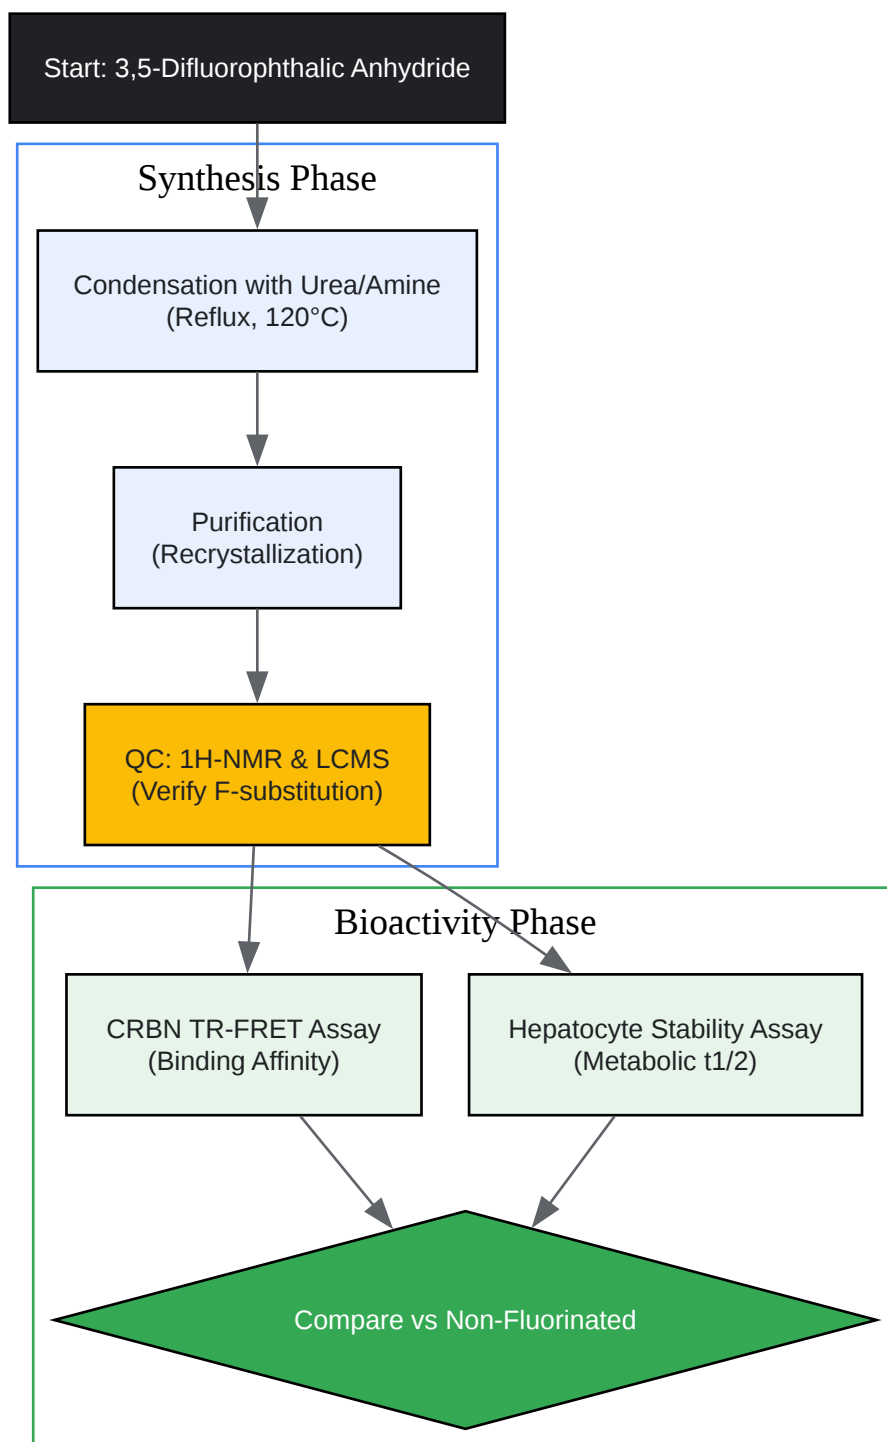 Start: 3,5-Difluorophthalic Anhydride
Synthesis Phase
Condensation with Urea/Amine
(Reflux, 120°C)
Purification
(Recrystallization)
QC: 1H-NMR & LCMS
(Verify F-substitution)
Bioactivity Phase
CRBN TR-FRET Assay
(Binding Affinity)
Hepatocyte Stability Assay
(Metabolic t1/2)
Compare vs Non-Fluorinated